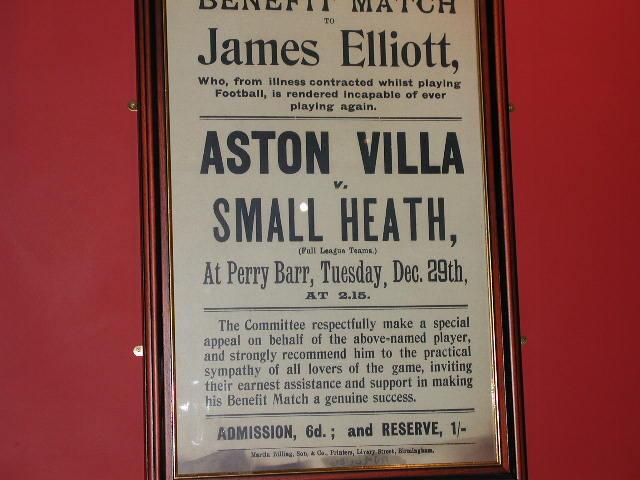 BENEFIT MATCH
TO
James Elliott,
Who, from illness contracted whilst playing
Football, is rendered incapable of ever
playing again.
ASTON VILLA
v.
SMALL HEATH,
(Full League Teams.)
At Perry Barr, Tuesday, Dec. 29th,
AT 2.15.
The Committee respectfully make a special
appeal on behalf of the above-named player,
and strongly recommend him to the practical
sympathy of all lovers of the game, inviting
their earnest assistance and support in making
his Benefit Match a genuine success.
ADMISSION, 6d.; and RESERVE, 1/-
Martin Billing, Son, & Co., Printers, Livery Street, Birmingham.